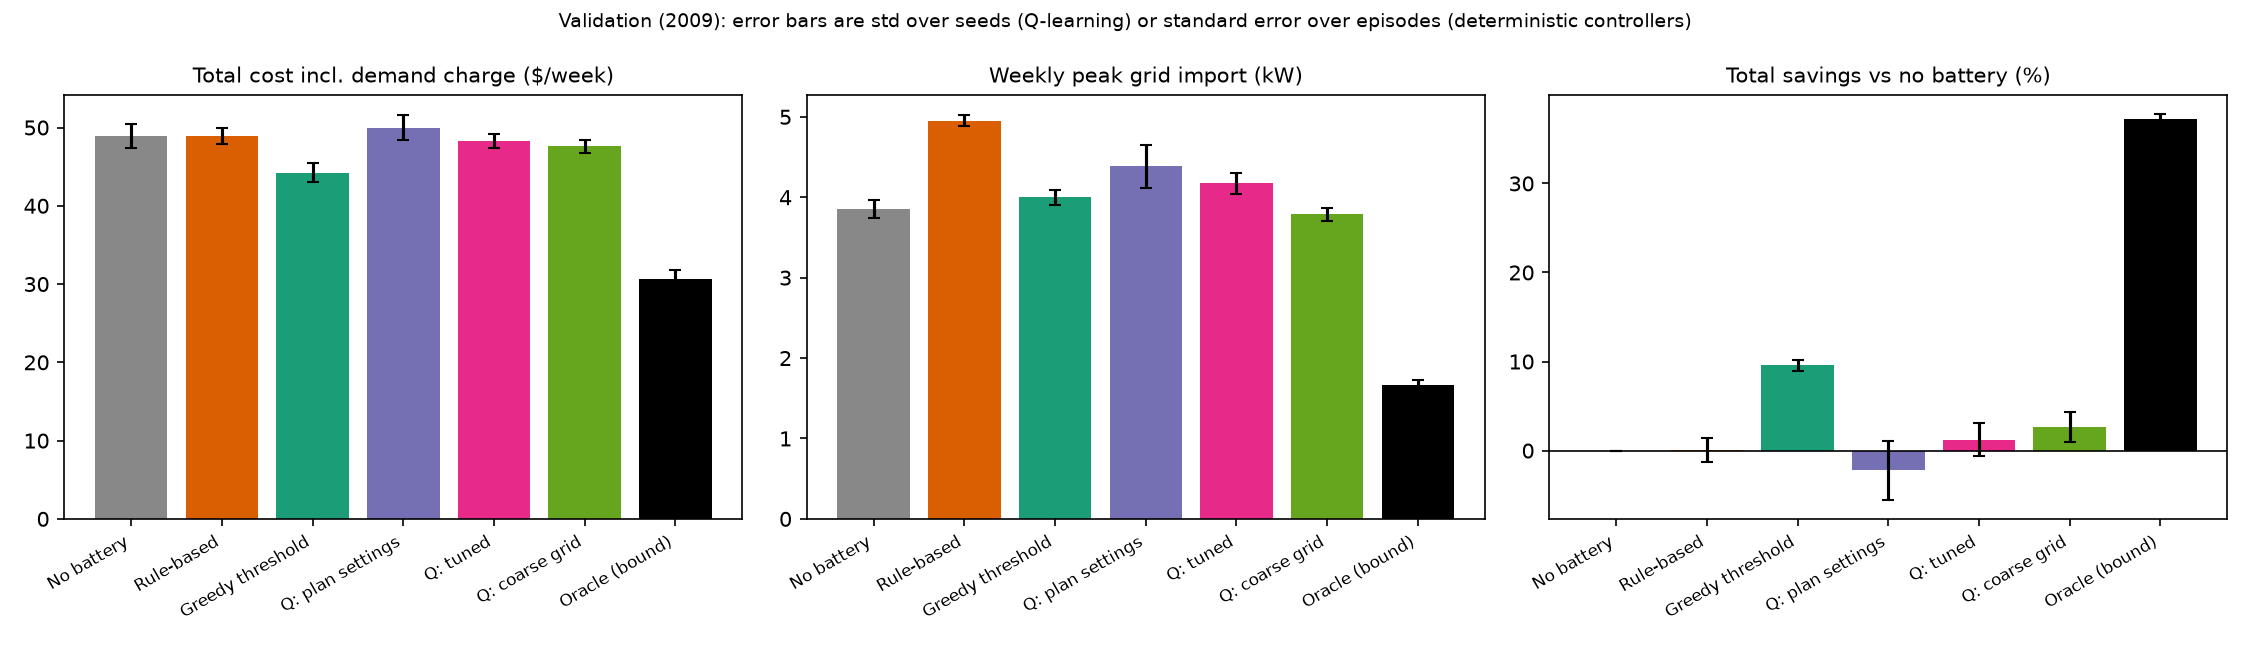 Validation (2009): error bars are std over seeds (Q-learning) or standard error over episodes (deterministic controllers)
Total cost incl. demand charge ($/week)
50
40
30
20
10
0
No battery
Rule-based
Greedy threshold
Q: plan settings
Q: tuned
Q: coarse grid
Oracle (bound)
Weekly peak grid import (kW)
5
4
3
2
1
0
No battery
Rule-based
Greedy threshold
Q: plan settings
Q: tuned
Q: coarse grid
Oracle (bound)
Total savings vs no battery (%)
30
20
10
0
No battery
Rule-based
Greedy threshold
Q: plan settings
Q: tuned
Q: coarse grid
Oracle (bound)